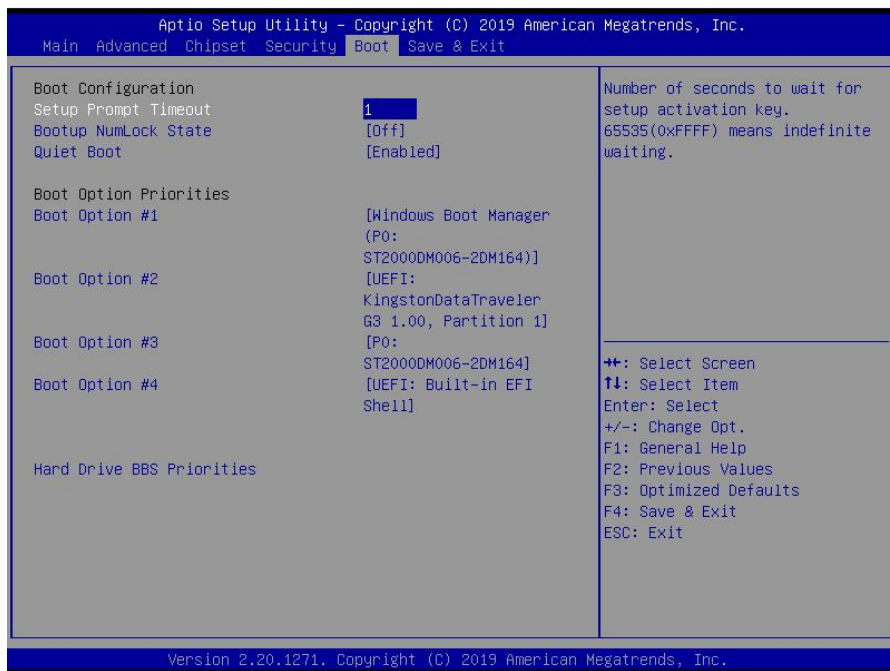 Aptio Setup Utility – Copyright (C) 2019 American Megatrends, Inc.
Main Advanced Chipset Security Boot Save & Exit
Boot Configuration
Setup Prompt Timeout 1
Bootup NumLock State [Off]
Quiet Boot [Enabled]
Boot Option Priorities
Boot Option #1 [Windows Boot Manager
(P0:
ST2000DM006-2DM164)]
Boot Option #2 [UEFI:
KingstonDataTraveler
G3 1.00, Partition 1]
Boot Option #3 [P0:
ST2000DM006-2DM164]
Boot Option #4 [UEFI: Built-in EFI
Shell]
Hard Drive BBS Priorities
Number of seconds to wait for
setup activation key.
65535(0xFFFF) means indefinite
waiting.
→←: Select Screen
↑↓: Select Item
Enter: Select
+/-: Change Opt.
F1: General Help
F2: Previous Values
F3: Optimized Defaults
F4: Save & Exit
ESC: Exit
Version 2.20.1271. Copyright (C) 2019 American Megatrends, Inc.